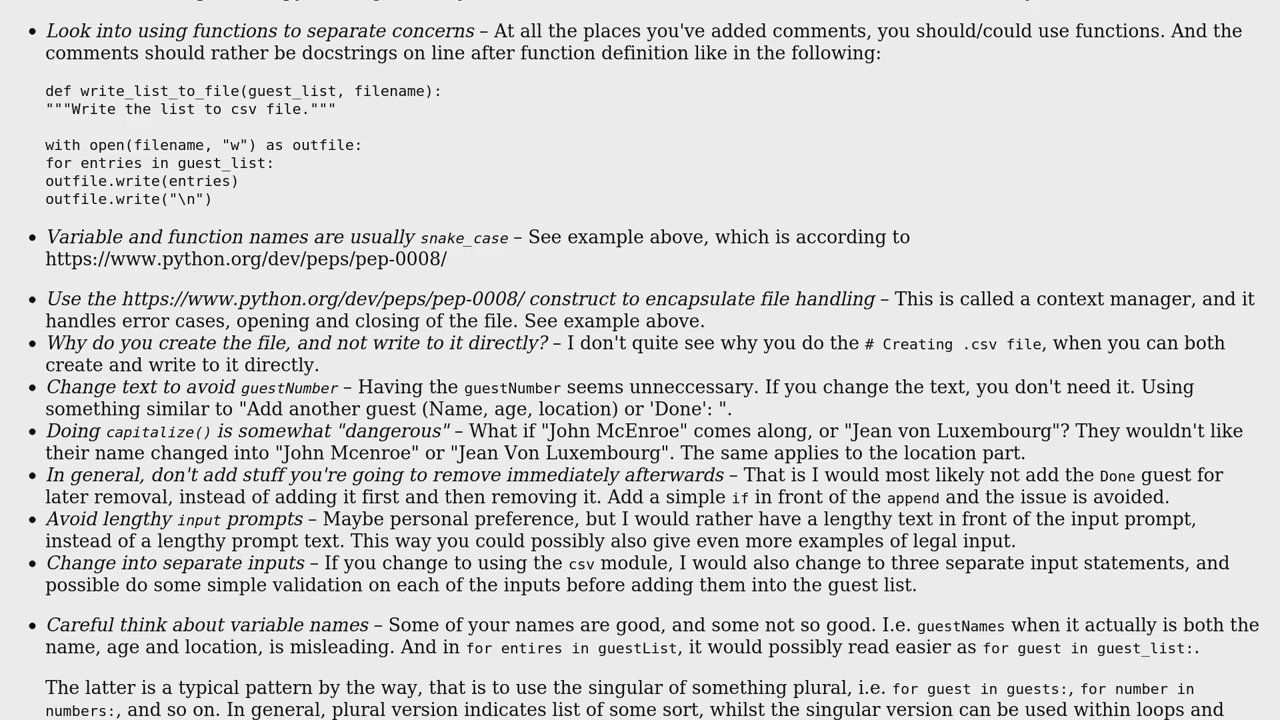 • Look into using functions to separate concerns – At all the places you've added comments, you should/could use functions. And the
comments should rather be docstrings on line after function definition like in the following:
def write_list_to_file(guest_list, filename):
"""Write the list to csv file."""
with open(filename, "w") as outfile:
for entries in guest_list:
outfile.write(entries)
outfile.write("\n")
• Variable and function names are usually snake_case – See example above, which is according to
https://www.python.org/dev/peps/pep-0008/
• Use the https://www.python.org/dev/peps/pep-0008/ construct to encapsulate file handling – This is called a context manager, and it
handles error cases, opening and closing of the file. See example above.
• Why do you create the file, and not write to it directly? – I don't quite see why you do the # Creating .csv file, when you can both
create and write to it directly.
• Change text to avoid guestNumber – Having the guestNumber seems unneccessary. If you change the text, you don't need it. Using
something similar to "Add another guest (Name, age, location) or 'Done': ".
• Doing capitalize() is somewhat "dangerous" – What if "John McEnroe" comes along, or "Jean von Luxembourg"? They wouldn't like
their name changed into "John Mcenroe" or "Jean Von Luxembourg". The same applies to the location part.
• In general, don't add stuff you're going to remove immediately afterwards – That is I would most likely not add the Done guest for
later removal, instead of adding it first and then removing it. Add a simple if in front of the append and the issue is avoided.
• Avoid lengthy input prompts – Maybe personal preference, but I would rather have a lengthy text in front of the input prompt,
instead of a lengthy prompt text. This way you could possibly also give even more examples of legal input.
• Change into separate inputs – If you change to using the csv module, I would also change to three separate input statements, and
possible do some simple validation on each of the inputs before adding them into the guest list.
• Careful think about variable names – Some of your names are good, and some not so good. I.e. guestNames when it actually is both the
name, age and location, is misleading. And in for entires in guestList, it would possibly read easier as for guest in guest_list:.
The latter is a typical pattern by the way, that is to use the singular of something plural, i.e. for guest in guests:, for number in
numbers:, and so on. In general, plural version indicates list of some sort, whilst the singular version can be used within loops and